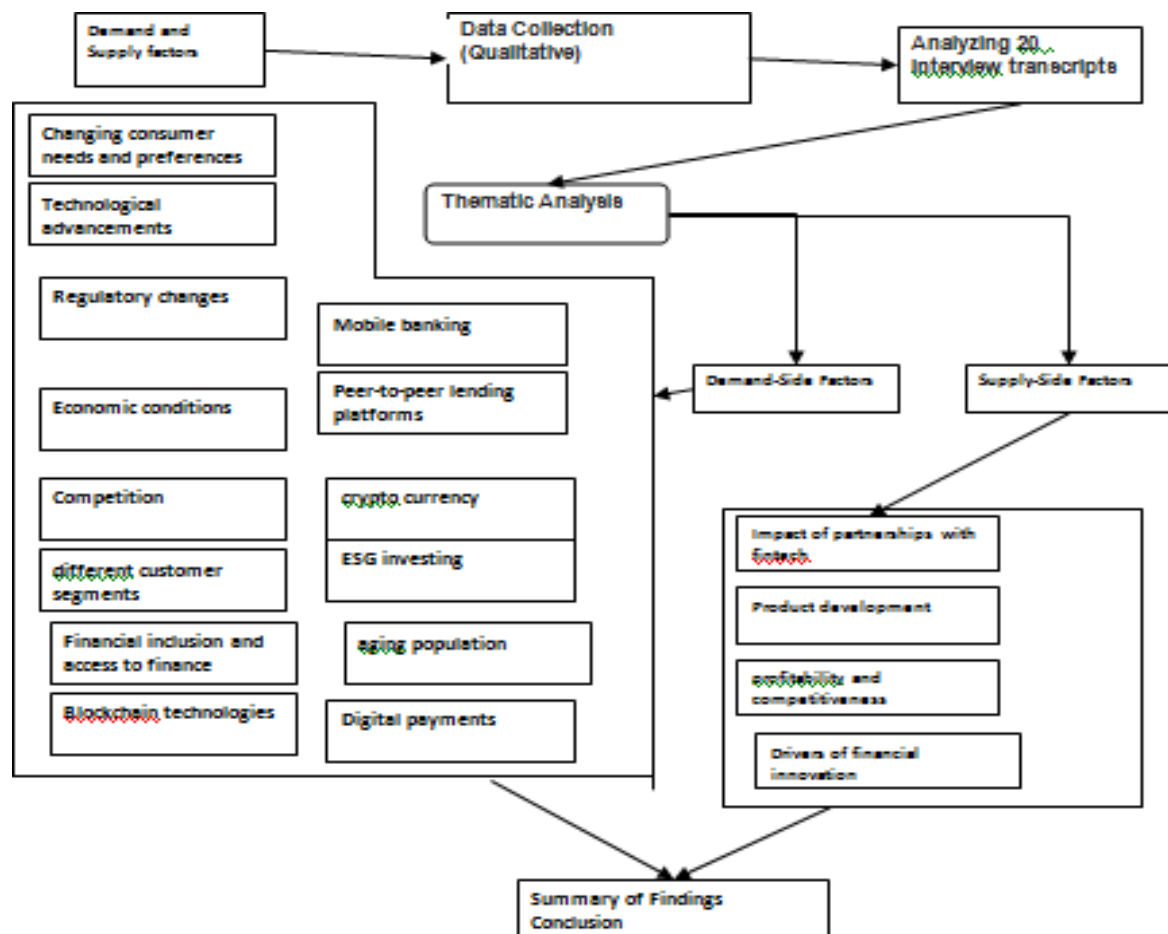 Demand and
Supply factors
Data Collection
(Qualitative)
Analyzing 20
interview transcripts
Changing consumer
needs and preferences
Technological
advancements
Thematic Analysis
Regulatory changes
Mobile banking
Economic conditions
Peer-to-peer lending
platforms
Demand-Side Factors
Supply-Side Factors
Competition
crypto currency
different customer
segments
ESG investing
Financial inclusion and
access to finance
aging population
Blockchain technologies
Digital payments
Impact of partnerships with
fintech
Product development
profitability and
competitiveness
Drivers of financial
innovation
Summary of Findings
Conclusion